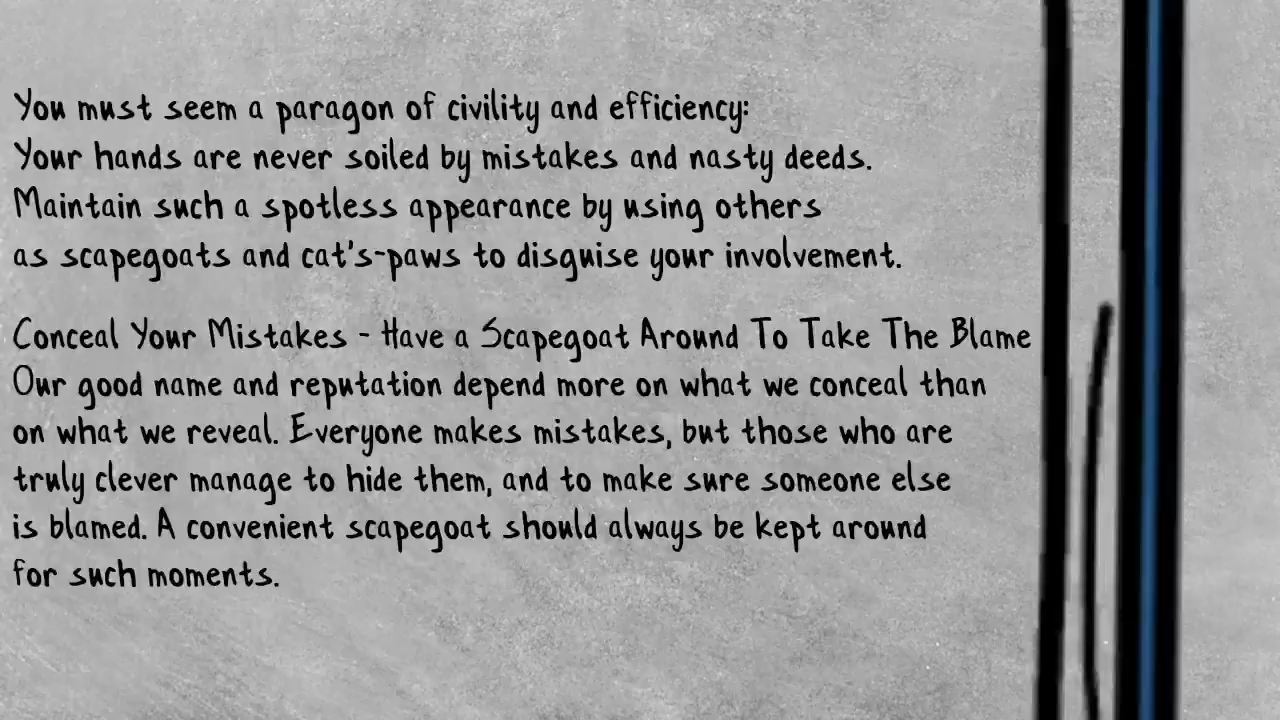 You must seem a paragon of civility and efficiency:
Your hands are never soiled by mistakes and nasty deeds.
Maintain such a spotless appearance by using others
as scapegoats and cat's-paws to disguise your involvement.
Conceal Your Mistakes - Have a Scapegoat Around To Take The Blame
Our good name and reputation depend more on what we conceal than
on what we reveal. Everyone makes mistakes, but those who are
truly clever manage to hide them, and to make sure someone else
is blamed. A convenient scapegoat should always be kept around
for such moments.